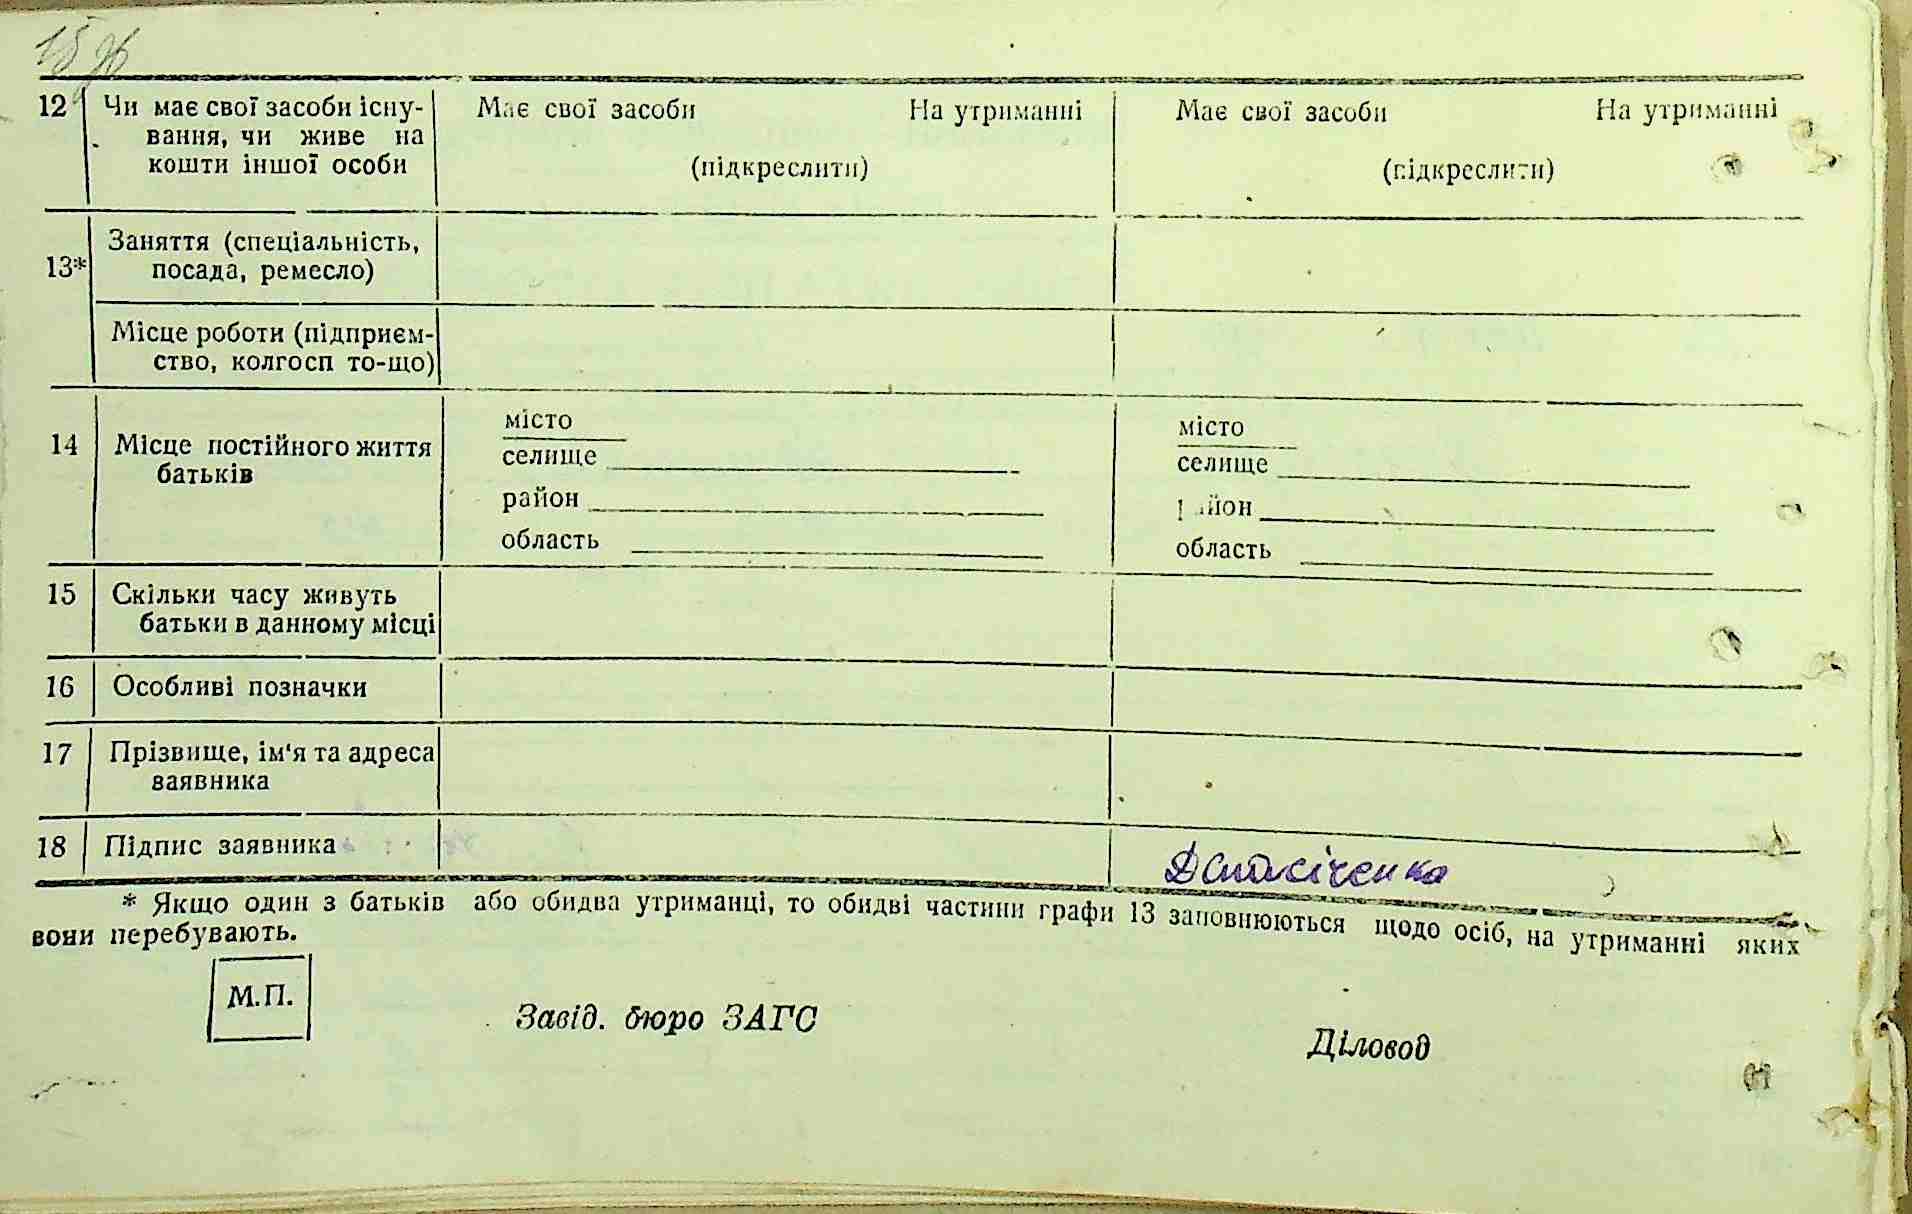 12 Чи має свої засоби існу- Має свої засоби На утриманні Має свої засоби На утриманні
вання, чи живе на
кошти іншої особи (підкреслити) (підкреслити)
13* Заняття (спеціальність,
посада, ремесло)
Місце роботи (підприєм-
ство, колгосп то-що)
14 Місце постійного життя
батьків
місто
селище
район
область
місто
селище
район
область
15 Скільки часу живуть
батьки в данному місці
16 Особливі позначки
17 Прізвище, ім'я та адреса
заявника
18 Підпис заявника
* Якщо один з батьків або обидва утриманці, то обидві частини графи 13 заповнюються щодо осіб, на утриманні яких
вони перебувають.
М.П.
Завід. бюро ЗАГС
Діловод